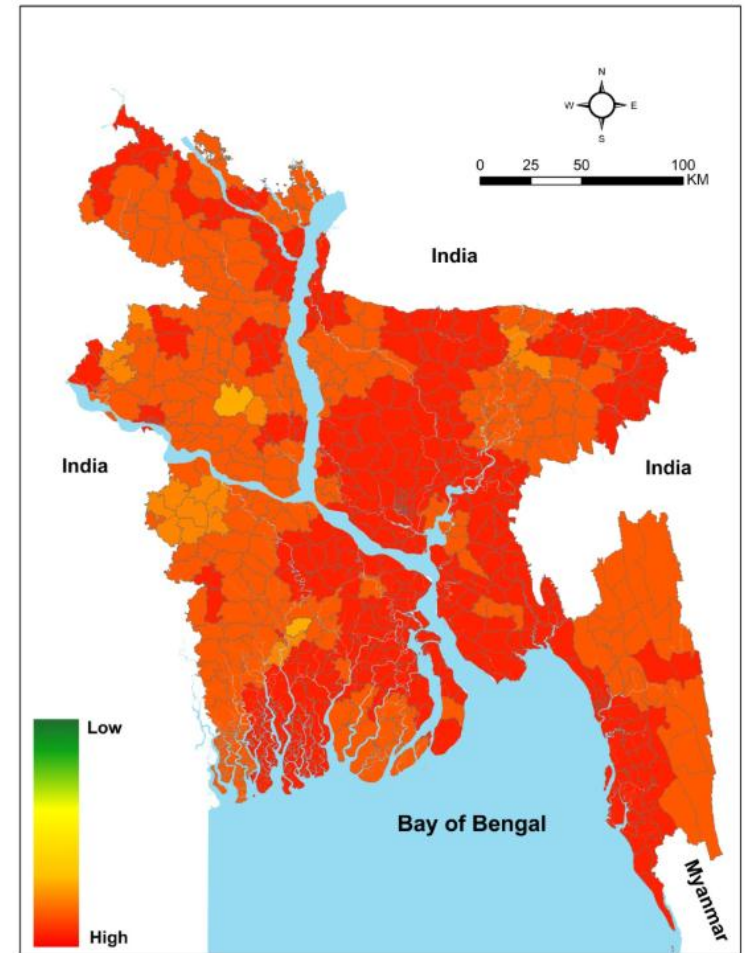 N
W E
S
0 25 50 100
KM
India
India
India
Low
High
Bay of Bengal
Myanmar